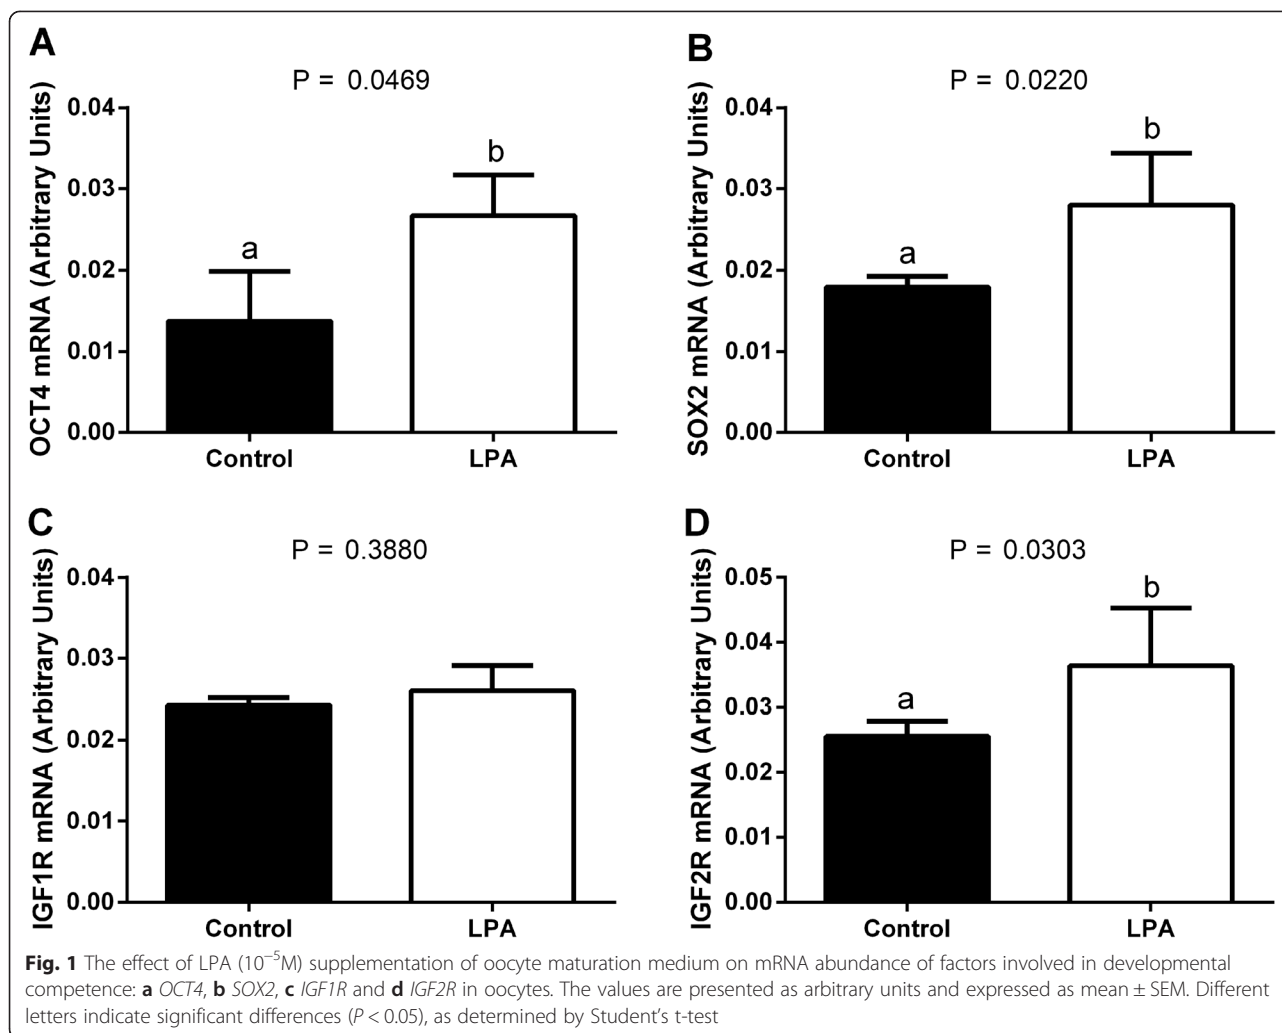 A
P = 0.0469
OCT4 mRNA (Arbitrary Units)
0.04
0.03
0.02
0.01
0.00
a
b
Control
LPA
B
P = 0.0220
SOX2 mRNA (Arbitrary Units)
0.04
0.03
0.02
0.01
0.00
a
b
Control
LPA
C
P = 0.3880
IGF1R mRNA (Arbitrary Units)
0.04
0.03
0.02
0.01
0.00
Control
LPA
D
P = 0.0303
IGF2R mRNA (Arbitrary Units)
0.05
0.04
0.03
0.02
0.01
0.00
a
b
Control
LPA
Fig. 1 The effect of LPA (10⁻⁵M) supplementation of oocyte maturation medium on mRNA abundance of factors involved in developmental
competence: a OCT4, b SOX2, c IGF1R and d IGF2R in oocytes. The values are presented as arbitrary units and expressed as mean ± SEM. Different
letters indicate significant differences (P < 0.05), as determined by Student's t-test